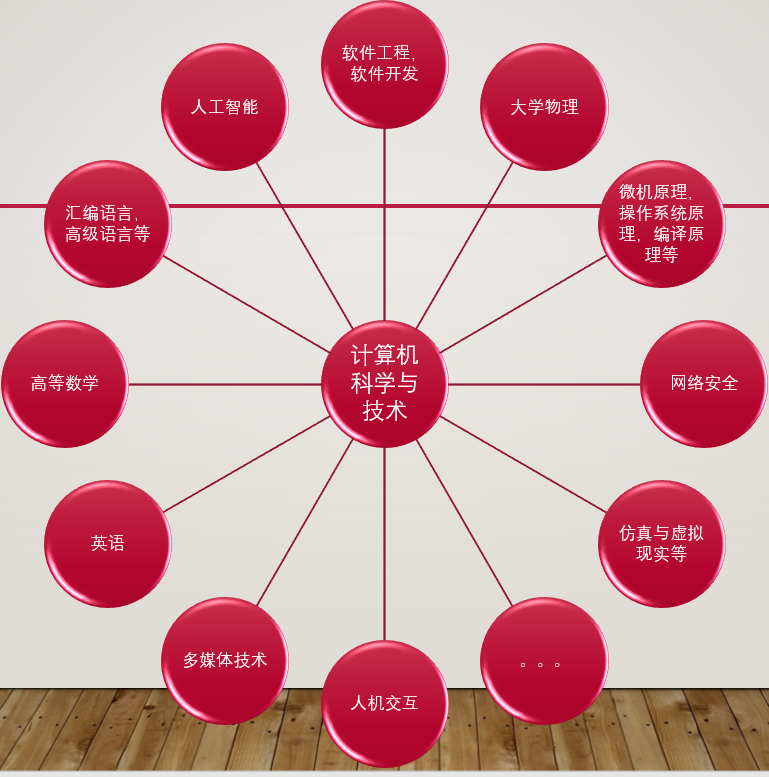 软件工程，
软件开发
大学物理
微机原理，
操作系统原
理，编译原
理等
网络安全
仿真与虚拟
现实等
。。。
人机交互
多媒体技术
英语
高等数学
汇编语言，
高级语言等
人工智能
计算机
科学与
技术